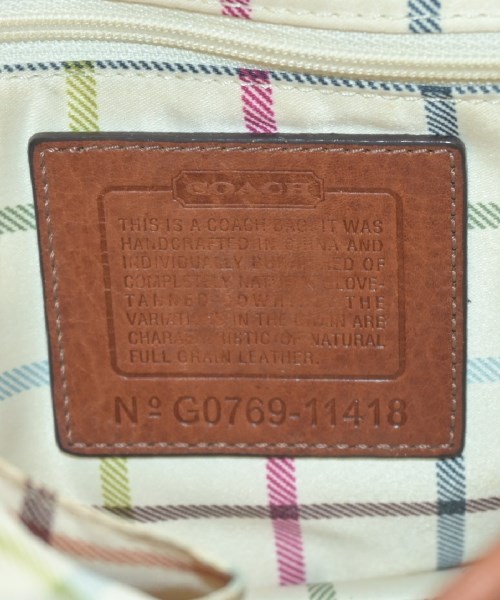 COACH
THIS IS A COACH BAG. IT WAS
HANDCRAFTED IN CHINA AND
INDIVIDUALLY OF
COMPLETELY NATURAL GLOVE-
TANNED COWHIDE. THE
VARIATIONS IN THE GRAIN ARE
CHARACTERISTIC OF NATURAL
FULL GRAIN LEATHER.
Nº G0769-11418